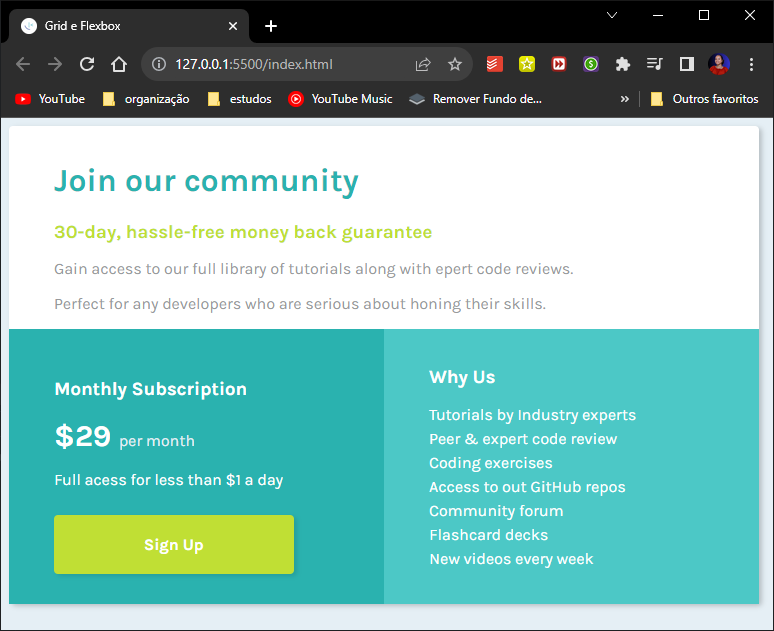 Grid e Flexbox
127.0.0.1:5500/index.html
YouTube organização estudos YouTube Music Remover Fundo de... » Outros favoritos
Join our community
30-day, hassle-free money back guarantee
Gain access to our full library of tutorials along with epert code reviews.
Perfect for any developers who are serious about honing their skills.
Monthly Subscription
$29 per month
Full acess for less than $1 a day
Sign Up
Why Us
Tutorials by Industry experts
Peer & expert code review
Coding exercises
Access to out GitHub repos
Community forum
Flashcard decks
New videos every week